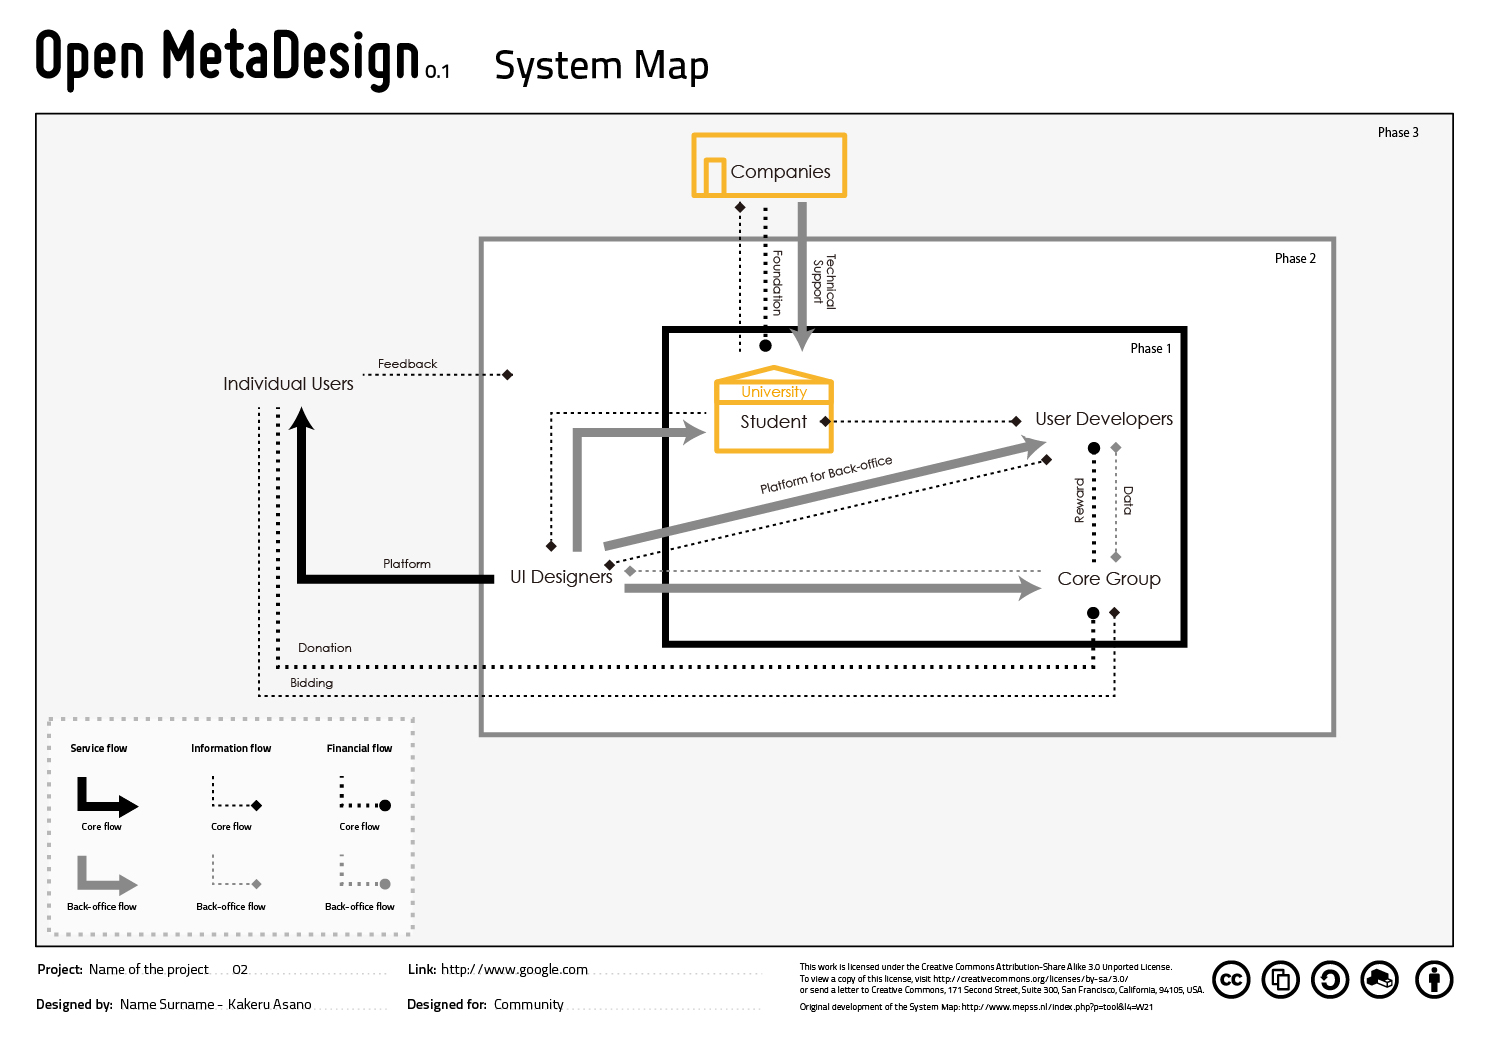 Open MetaDesign 0.1 System Map
Phase 3
Companies
Phase 2
Foundation
Technical
Support
Phase 1
Feedback
Individual Users
University
Student
User Developers
Platform for Back-office
Reward
Data
Platform
UI Designers
Core Group
Donation
Bidding
Service flow
Information flow
Financial flow
Core flow
Core flow
Core flow
Back-office flow
Back-office flow
Back-office flow
Project: Name of the project 02
Link: http://www.google.com
Designed by: Name Surname - Kakeru Asano
Designed for: Community
This work is licensed under the Creative Commons Attribution-Share Alike 3.0 Unported License.
To view a copy of this license, visit http://creativecommons.org/licenses/by-sa/3.0/
or send a letter to Creative Commons, 171 Second Street, Suite 300, San Francisco, California, 94105, USA.
Original development of the System Map: http://www.mepss.nl/index.php?p=tool&l4=W21
cc